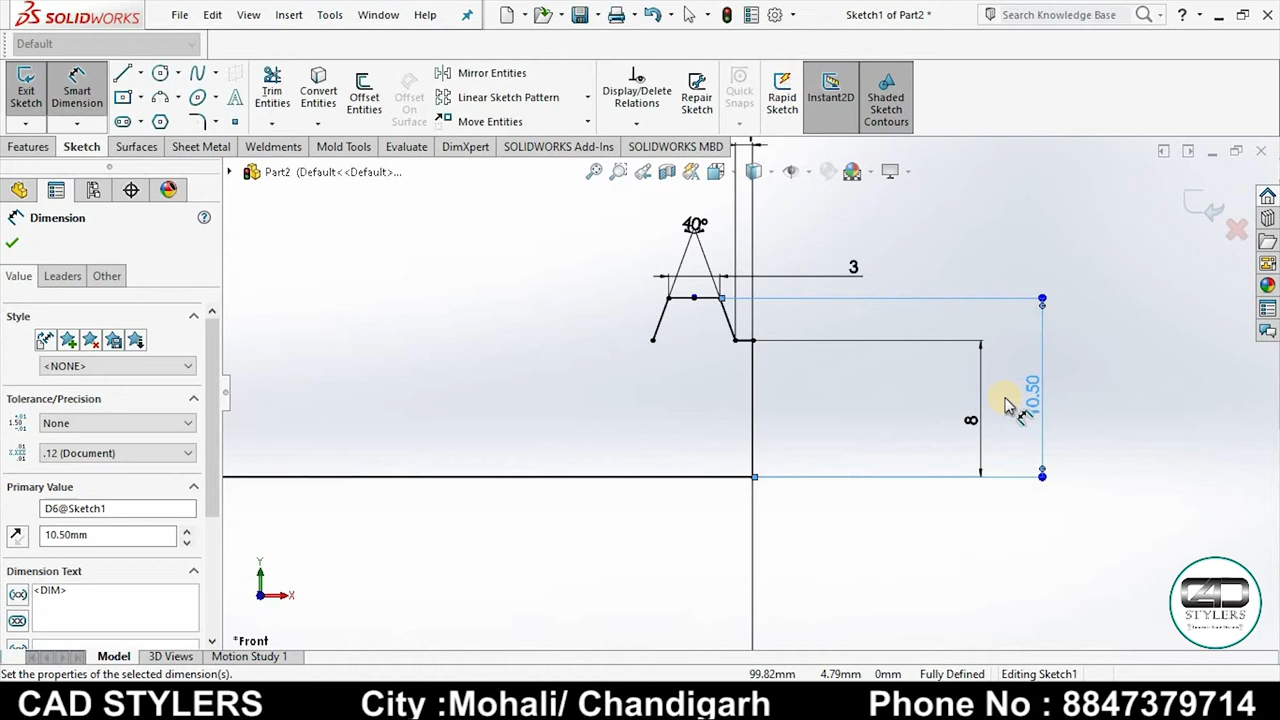 SOLIDWORKS File Edit View Insert Tools Window Help Sketch1 of Part2 * Search Knowledge Base ?
Default
Exit Sketch Smart Dimension Trim Entities Convert Entities Offset Entities Offset On Surface Mirror Entities Linear Sketch Pattern Move Entities Display/Delete Relations Repair Sketch Quick Snaps Rapid Sketch Instant2D Shaded Sketch Contours
Features Sketch Surfaces Sheet Metal Weldments Mold Tools Evaluate DimXpert SOLIDWORKS Add-Ins SOLIDWORKS MBD
Part2 (Default<<Default>...
Dimension
Value Leaders Other
Style
<NONE>
Tolerance/Precision
None
.12 (Document)
Primary Value
D6@Sketch1
10.50mm
Dimension Text
<DIM>
40°
3
8
10.50
Y
X
*Front
CAD
STYLERS
Model 3D Views Motion Study 1
Set the properties of the selected dimension(s). 99.82mm 4.79mm 0mm Fully Defined Editing Sketch1
CAD STYLERS City :Mohali/ Chandigarh Phone No : 8847379714